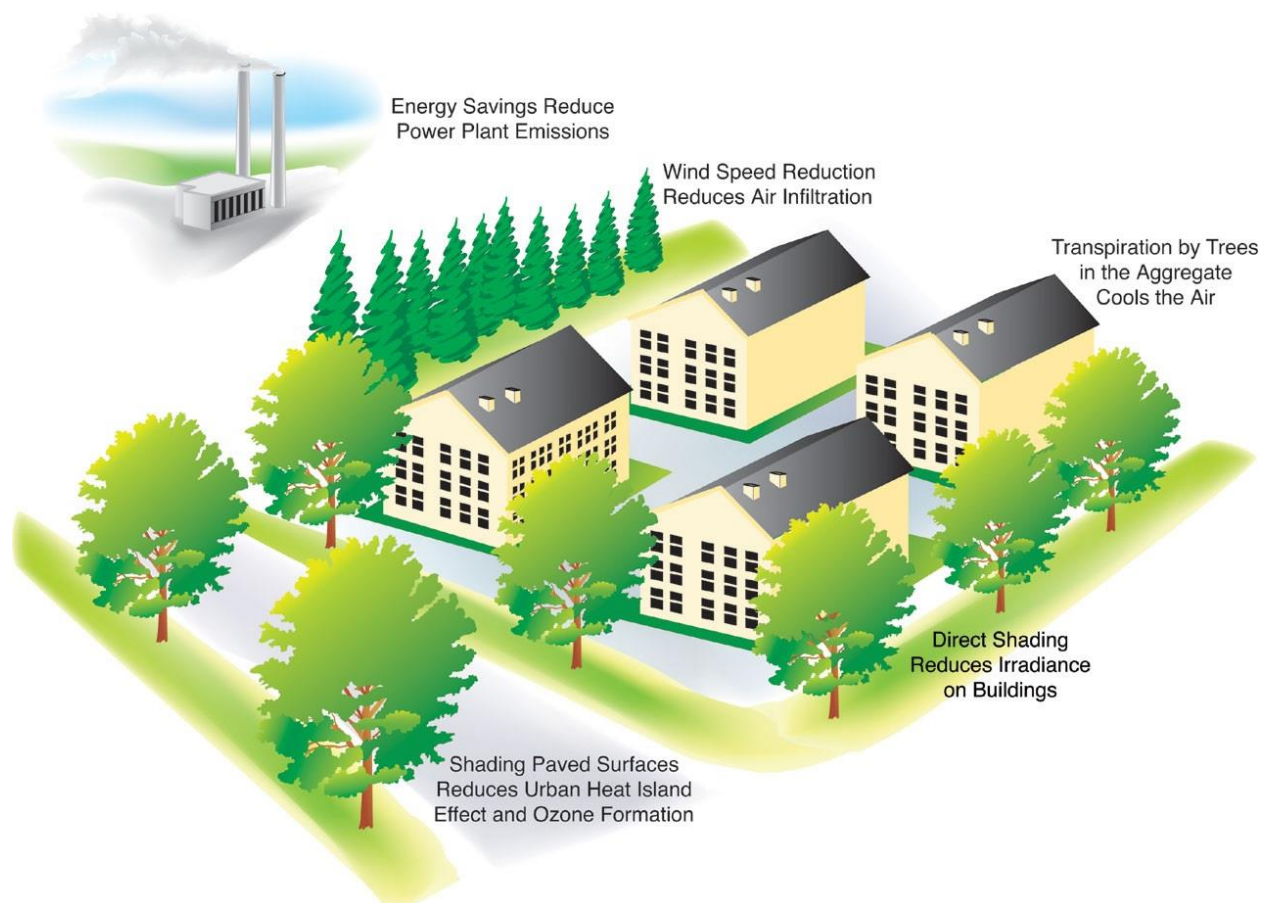 Energy Savings Reduce
Power Plant Emissions
Wind Speed Reduction
Reduces Air Infiltration
Transpiration by Trees
in the Aggregate
Cools the Air
Direct Shading
Reduces Irradiance
on Buildings
Shading Paved Surfaces
Reduces Urban Heat Island
Effect and Ozone Formation